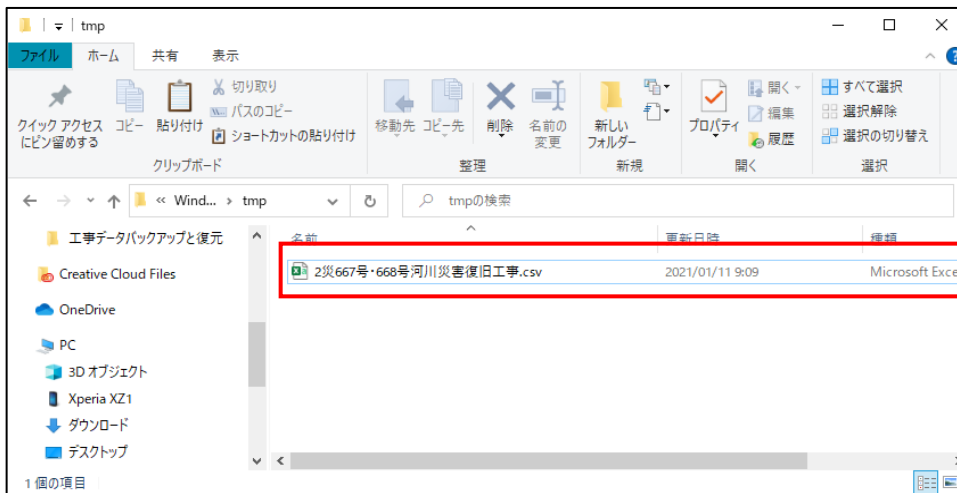 tmp
ファイル ホーム 共有 表示
クイック アクセス
にピン留めする
コピー
貼り付け
切り取り
パスのコピー
ショートカットの貼り付け
クリップボード
移動先
コピー先
削除
名前の
変更
整理
新しい
フォルダー
新規
プロパティ
開く
編集
履歴
開く
すべて選択
選択解除
選択の切り替え
選択
« Wind... › tmp
tmpの検索
名前 更新日時 種類
2災667号・668号河川災害復旧工事.csv 2021/01/11 9:09 Microsoft Exce
工事データバックアップと復元
Creative Cloud Files
OneDrive
PC
3D オブジェクト
Xperia XZ1
ダウンロード
デスクトップ
1 個の項目